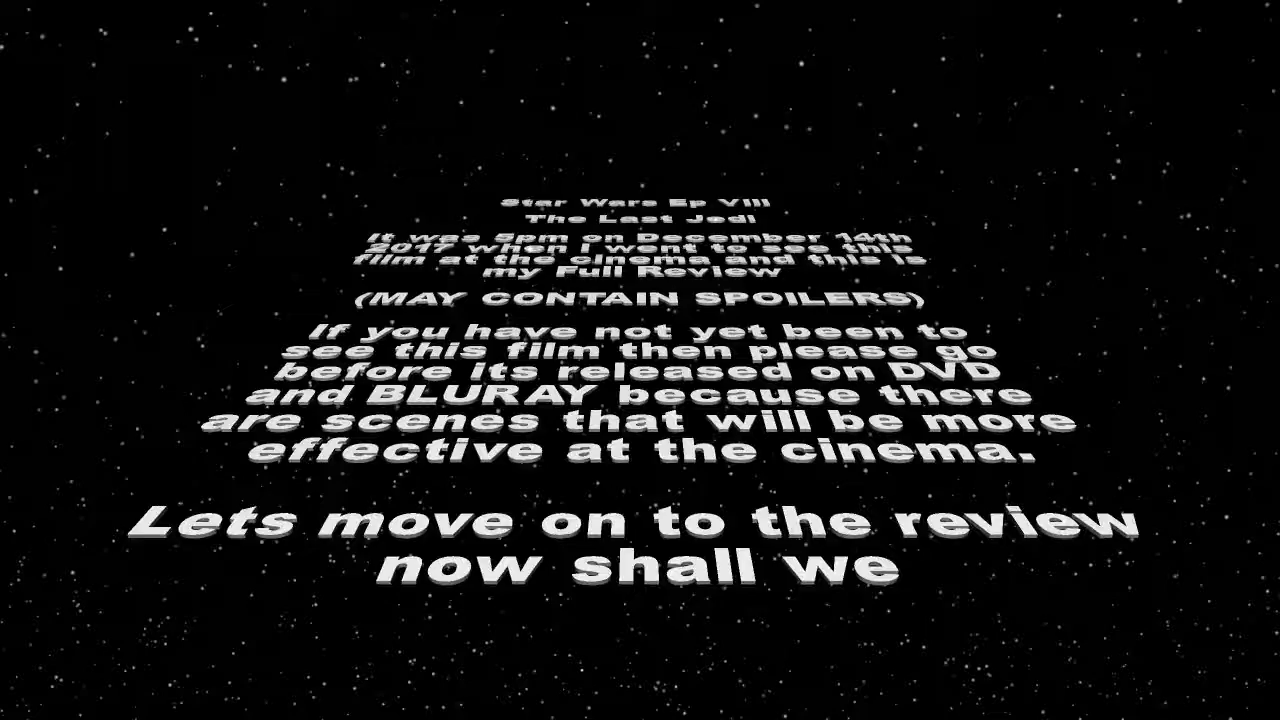 Star Wars Ep VIII
The Last Jedi
It was 5pm on December 14th
2017 when I went to see this
film at the cinema and this is
my Full Review
(MAY CONTAIN SPOILERS)
If you have not yet been to
see this film then please go
before its released on DVD
and BLURAY because there
are scenes that will be more
effective at the cinema.
Lets move on to the review
now shall we